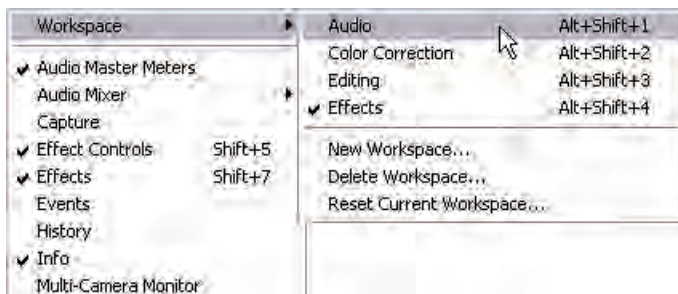 Workspace
Audio Master Meters
Audio Mixer
Capture
Effect Controls Shift+5
Effects Shift+7
Events
History
Info
Multi-Camera Monitor
Audio Alt+Shift+1
Color Correction Alt+Shift+2
Editing Alt+Shift+3
Effects Alt+Shift+4
New Workspace...
Delete Workspace...
Reset Current Workspace...